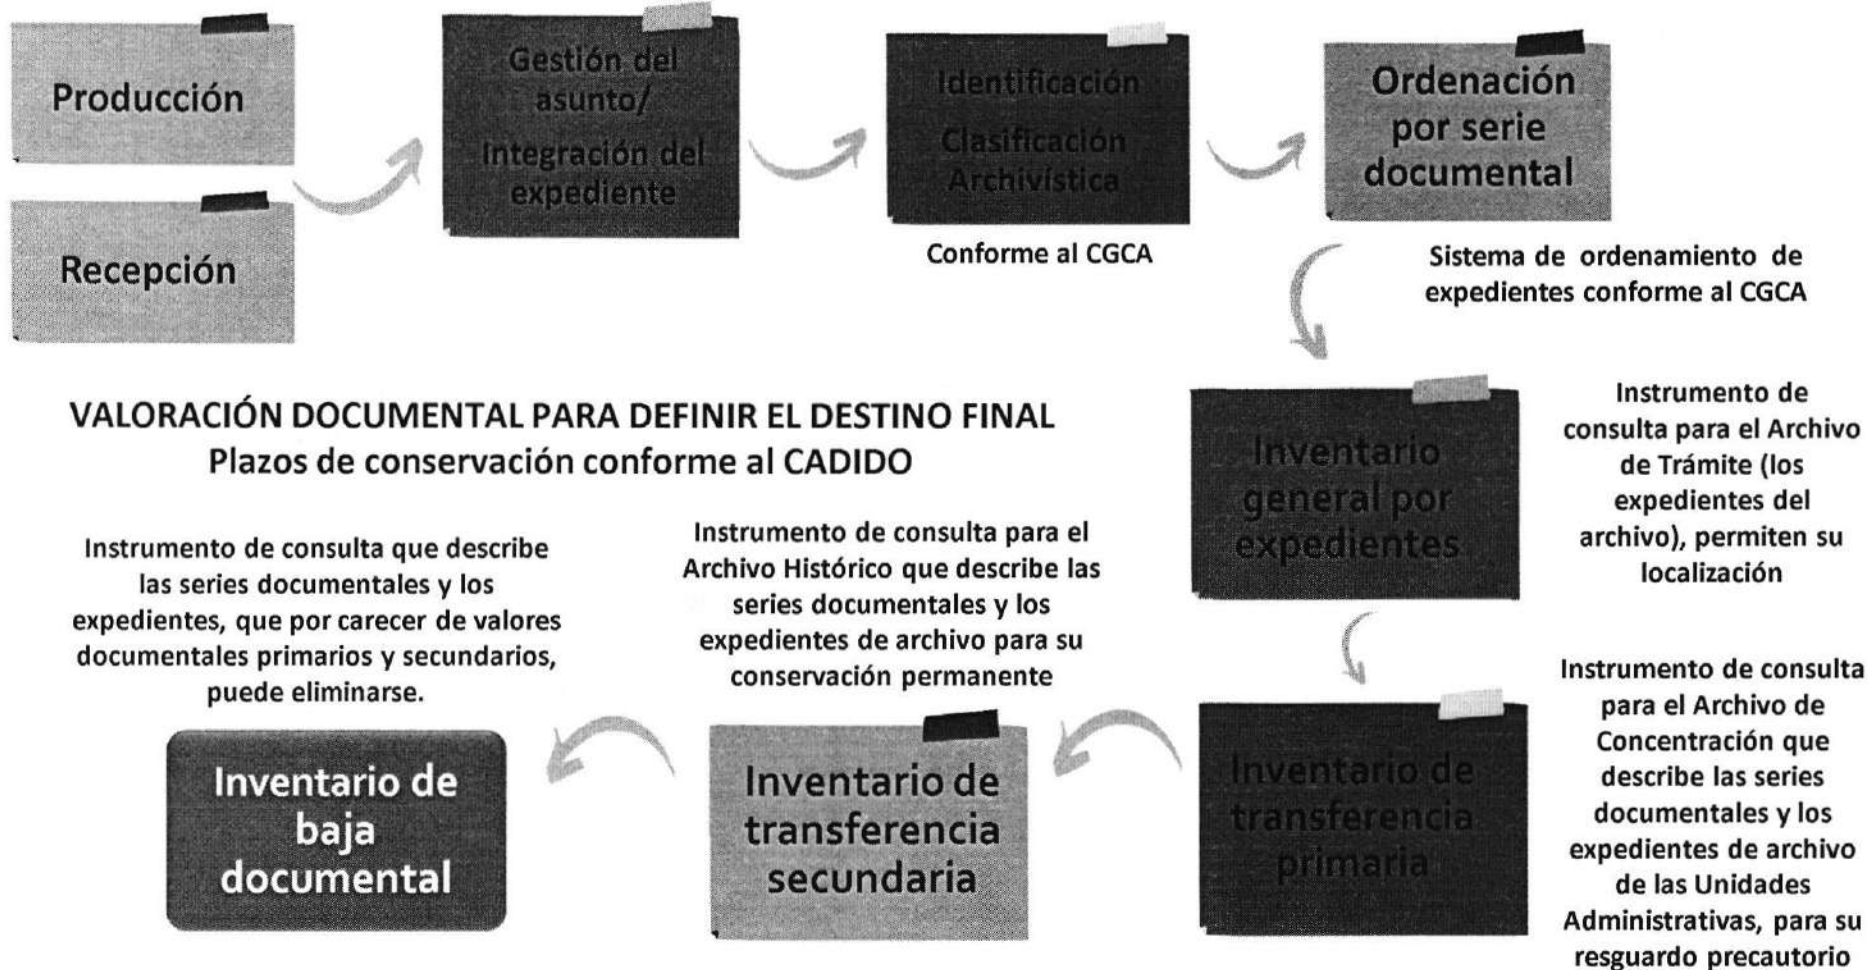 Producción
Recepción
Gestión del
asunto/
Integración del
expediente
Identificación
Clasificación
Archivística
Conforme al CGCA
Ordenación
por serie
documental
Sistema de ordenamiento de
expedientes conforme al CGCA
Inventario
general por
expedientes
Instrumento de
consulta para el Archivo
de Trámite (los
expedientes del
archivo), permiten su
localización
Inventario de
transferencia
primaria
Instrumento de consulta
para el Archivo de
Concentración que
describe las series
documentales y los
expedientes de archivo
de las Unidades
Administrativas, para su
resguardo precautorio
VALORACIÓN DOCUMENTAL PARA DEFINIR EL DESTINO FINAL
Plazos de conservación conforme al CADIDO
Instrumento de consulta para el
Archivo Histórico que describe las
series documentales y los
expedientes de archivo para su
conservación permanente
Inventario de
transferencia
secundaria
Instrumento de consulta que describe
las series documentales y los
expedientes, que por carecer de valores
documentales primarios y secundarios,
puede eliminarse.
Inventario de
baja
documental